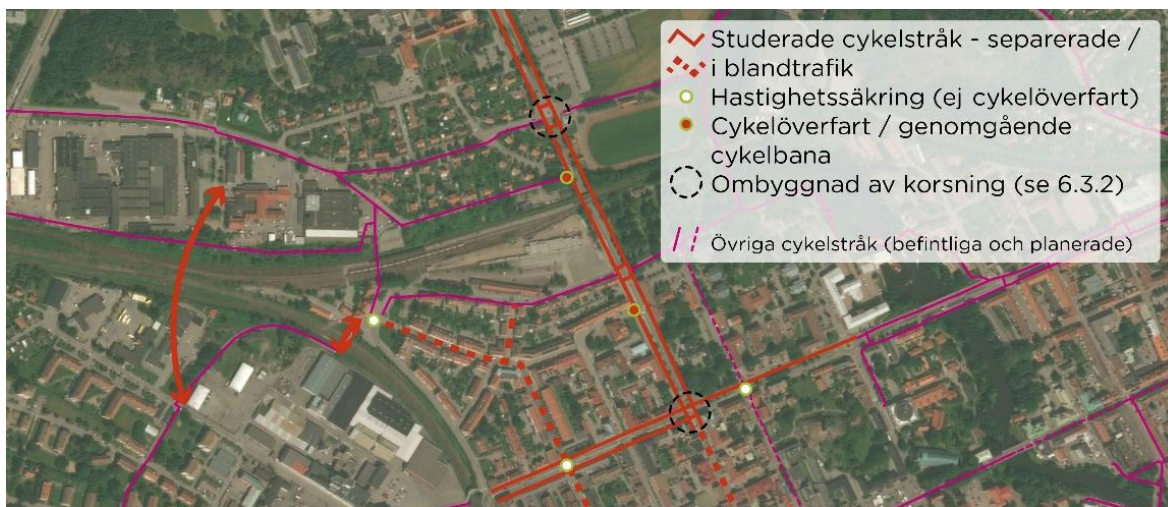 Studerade cykelstråk - separerade /
i blandtrafik
Hastighetssäkring (ej cykelöverfart)
Cykelöverfart / genomgående
cykelbana
Ombyggnad av korsning (se 6.3.2)
Övriga cykelstråk (befintliga och planerade)